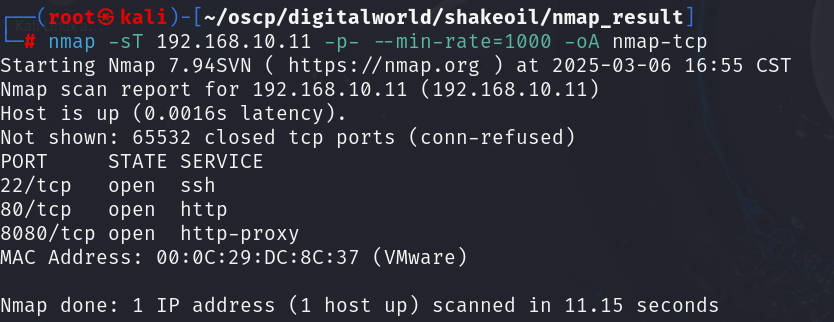 ┌──(root㉿kali)-[~/oscp/digitalworld/shakeoil/nmap_result]
└─# nmap -sT 192.168.10.11 -p- --min-rate=1000 -oA nmap-tcp
Starting Nmap 7.94SVN ( https://nmap.org ) at 2025-03-06 16:55 CST
Nmap scan report for 192.168.10.11 (192.168.10.11)
Host is up (0.0016s latency).
Not shown: 65532 closed tcp ports (conn-refused)
PORT     STATE SERVICE
22/tcp   open  ssh
80/tcp   open  http
8080/tcp open  http-proxy
MAC Address: 00:0C:29:DC:8C:37 (VMware)

Nmap done: 1 IP address (1 host up) scanned in 11.15 seconds